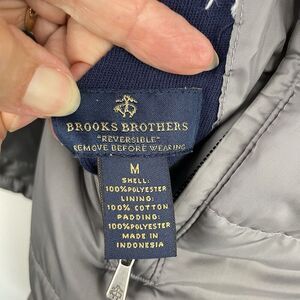 BROOKS BROTHERS
"REVERSIBLE"
REMOVE BEFORE WEARING
M
SHELL:
100%POLYESTER
LINING:
100% COTTON
PADDING:
100%POLYESTER
MADE IN
INDONESIA